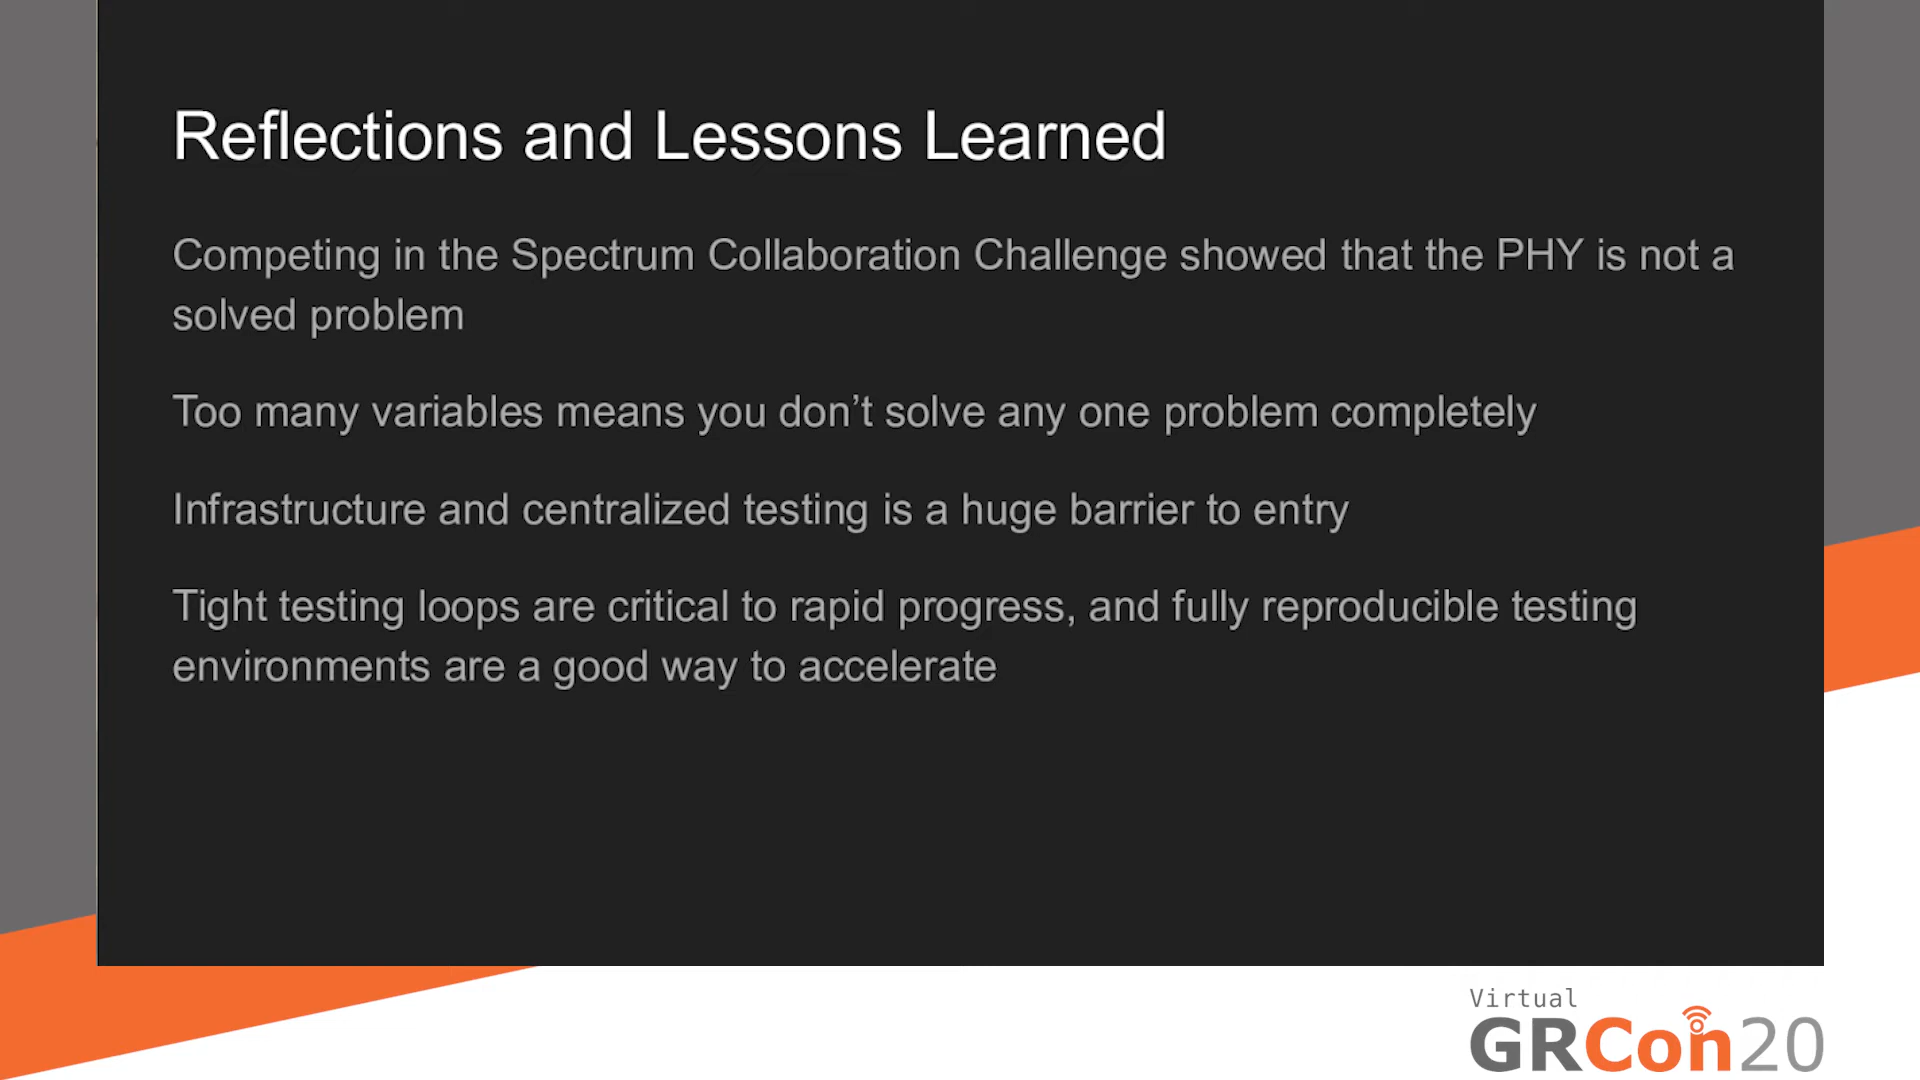 Reflections and Lessons Learned
Competing in the Spectrum Collaboration Challenge showed that the PHY is not a
solved problem
Too many variables means you don’t solve any one problem completely
Infrastructure and centralized testing is a huge barrier to entry
Tight testing loops are critical to rapid progress, and fully reproducible testing
environments are a good way to accelerate
Virtual
GRCon20